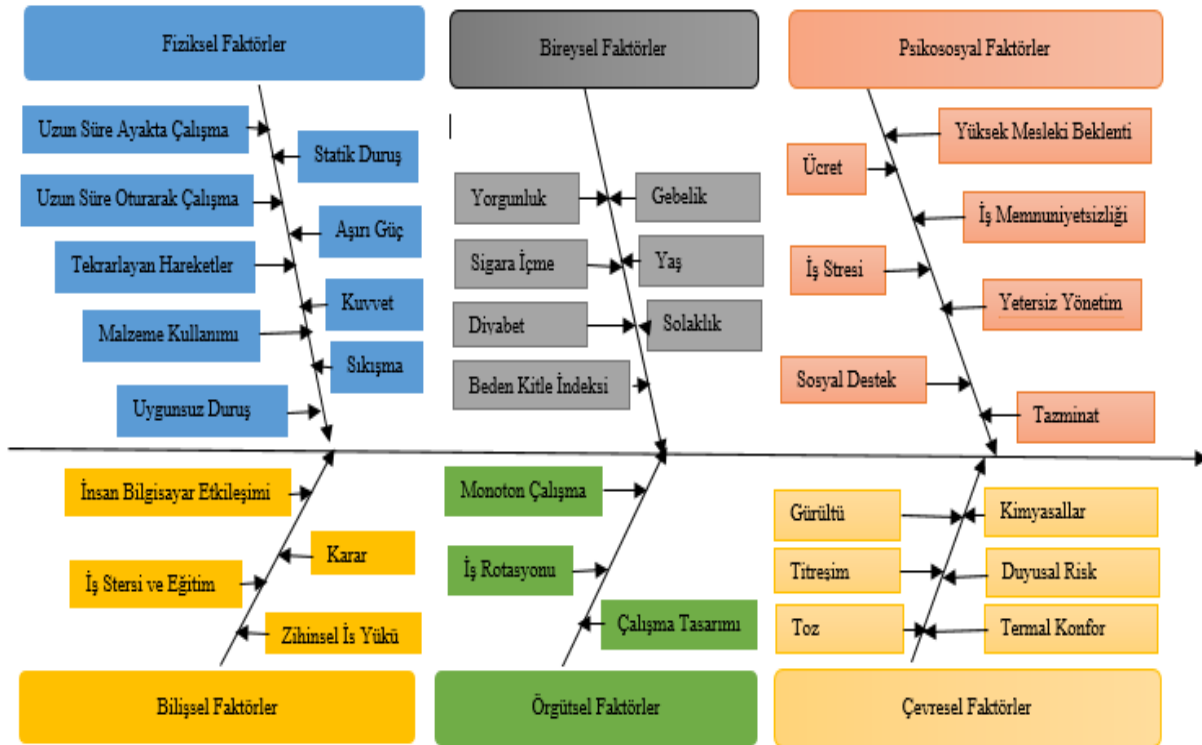 Fiziksel Faktörler
Bireysel Faktörler
Psikososyal Faktörler
Uzun Süre Ayakta Çalışma
Statik Duruş
Uzun Süre Oturarak Çalışma
Aşırı Güç
Tekrarlayan Hareketler
Kuvvet
Malzeme Kullanımı
Sıkışma
Uygunsuz Duruş
Yorgunluk
Gebelik
Sigara İçme
Yaş
Diyabet
Solaklık
Beden Kitle İndeksi
Yüksek Mesleki Beklenti
Ücret
İş Memnuniyetsizliği
İş Stresi
Yetersiz Yönetim
Sosyal Destek
Tazminat
İnsan Bilgisayar Etkileşimi
Karar
İş Stersi ve Eğitim
Zihinsel İs Yükü
Monoton Çalışma
İş Rotasyonu
Çalışma Tasarımı
Gürültü
Kimyasallar
Titreşim
Duyusal Risk
Toz
Termal Konfor
Bilişsel Faktörler
Örgütsel Faktörler
Çevresel Faktörler